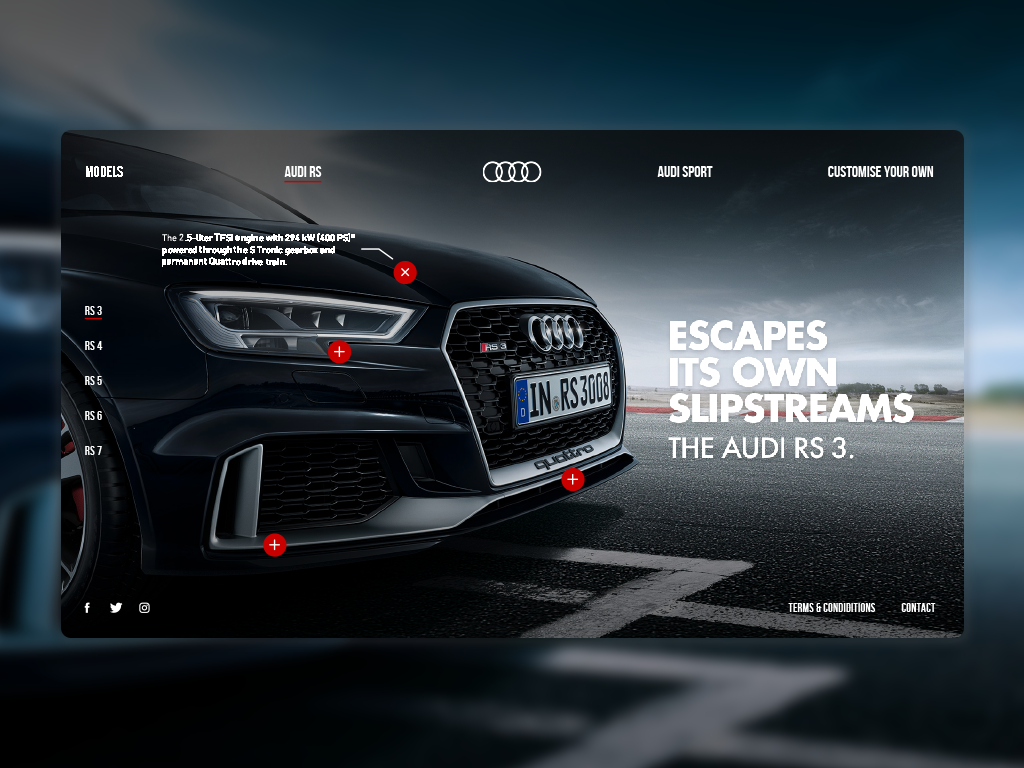 MODELS
AUDI RS
AUDI SPORT
CUSTOMISE YOUR OWN
The 2.5-liter TFSI engine with 294 kW (400 PS)*
powered through the S Tronic gearbox and
permanent Quattro drive train.
RS 3
RS 4
RS 5
RS 6
RS 7
RS 3
D
IN RS 3008
quattro
ESCAPES
ITS OWN
SLIPSTREAMS
THE AUDI RS 3.
TERMS & CONDIDITIONS
CONTACT